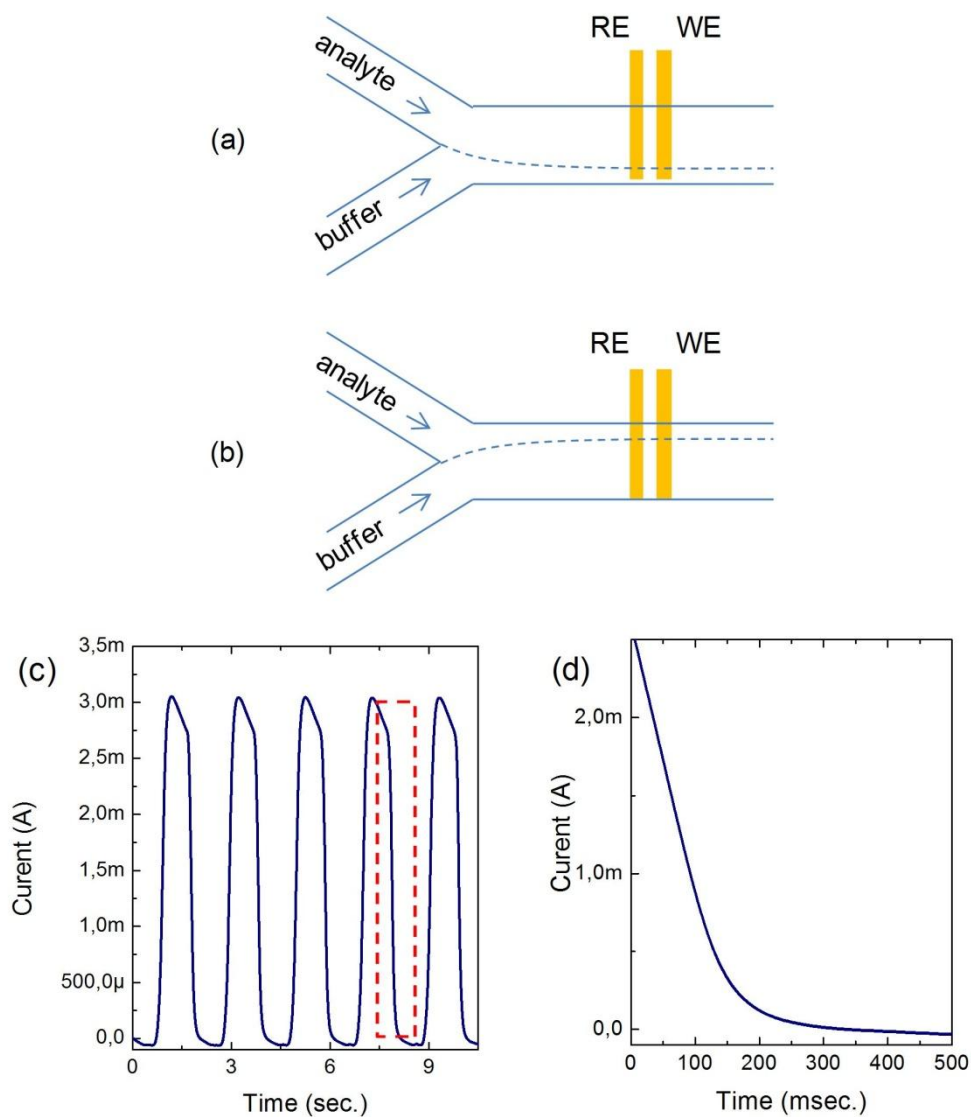 RE WE
analyte
(a)
buffer
RE WE
analyte
(b)
buffer
(c)
3,5m
3,0m
2,5m
2,0m
1,5m
1,0m
500,0µ
0,0
Curent (A)
0 3 6 9
Time (sec.)
(d)
2,0m
1,0m
0,0
Curent (A)
0 100 200 300 400 500
Time (msec.)